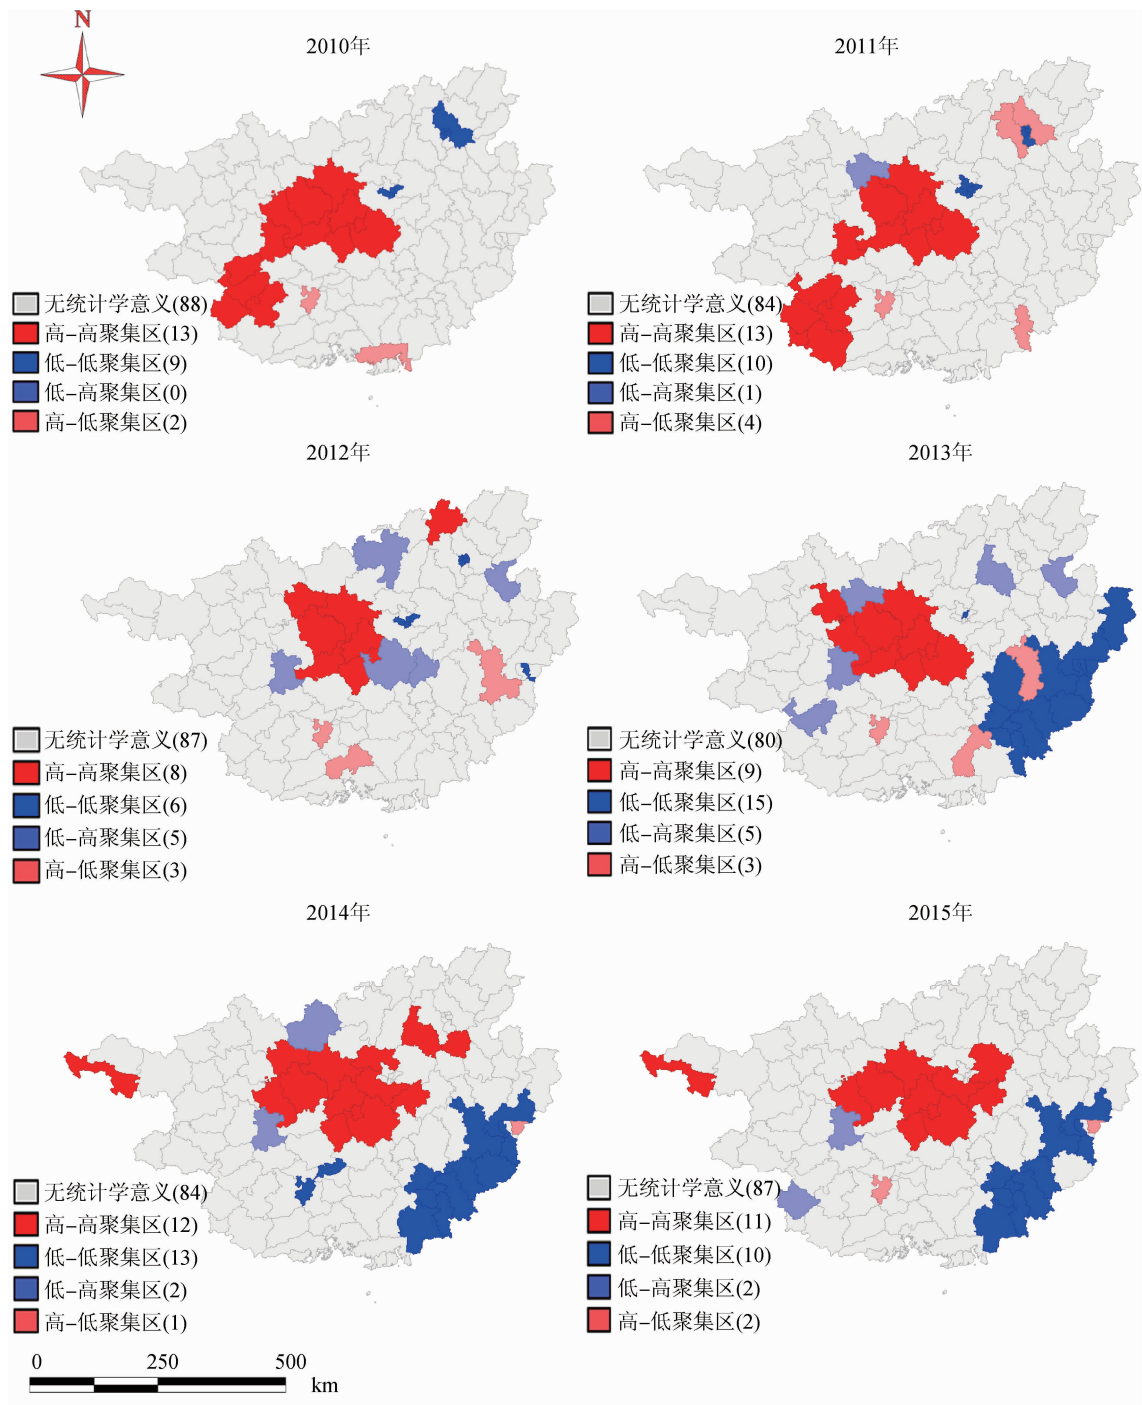 N
2010年
无统计学意义(88)
高–高聚集区(13)
低–低聚集区(9)
低–高聚集区(0)
高–低聚集区(2)
2011年
无统计学意义(84)
高–高聚集区(13)
低–低聚集区(10)
低–高聚集区(1)
高–低聚集区(4)
2012年
无统计学意义(87)
高–高聚集区(8)
低–低聚集区(6)
低–高聚集区(5)
高–低聚集区(3)
2013年
无统计学意义(80)
高–高聚集区(9)
低–低聚集区(15)
低–高聚集区(5)
高–低聚集区(3)
2014年
无统计学意义(84)
高–高聚集区(12)
低–低聚集区(13)
低–高聚集区(2)
高–低聚集区(1)
2015年
无统计学意义(87)
高–高聚集区(11)
低–低聚集区(10)
低–高聚集区(2)
高–低聚集区(2)
0 250 500
km